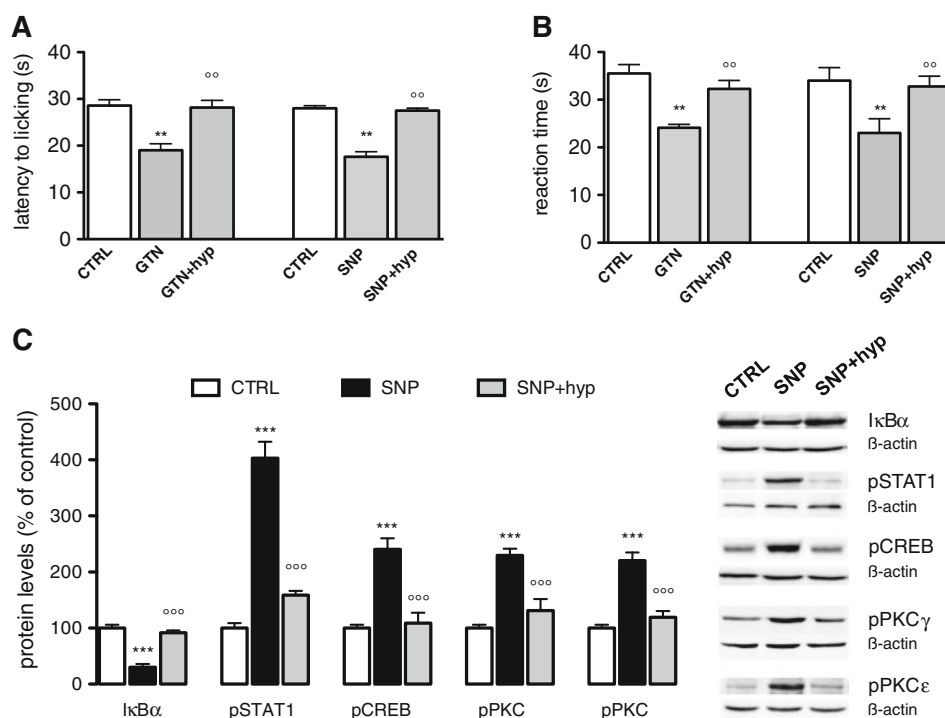 A
latency to licking (s)
40
30
20
10
0
**
°°
**
°°
CTRL
GTN
GTN+hyp
CTRL
SNP
SNP+hyp
B
reaction time (s)
40
30
20
10
0
**
°°
**
°°
CTRL
GTN
GTN+hyp
CTRL
SNP
SNP+hyp
C
CTRL SNP SNP+hyp
protein levels (% of control)
500
400
300
200
100
0
***
°°°
***
°°°
***
°°°
***
°°°
***
°°°
IκBα pSTAT1 pCREB pPKC pPKC
CTRL SNP SNP+hyp
IκBα
ß-actin
pSTAT1
ß-actin
pCREB
ß-actin
pPKCγ
ß-actin
pPKCε
ß-actin